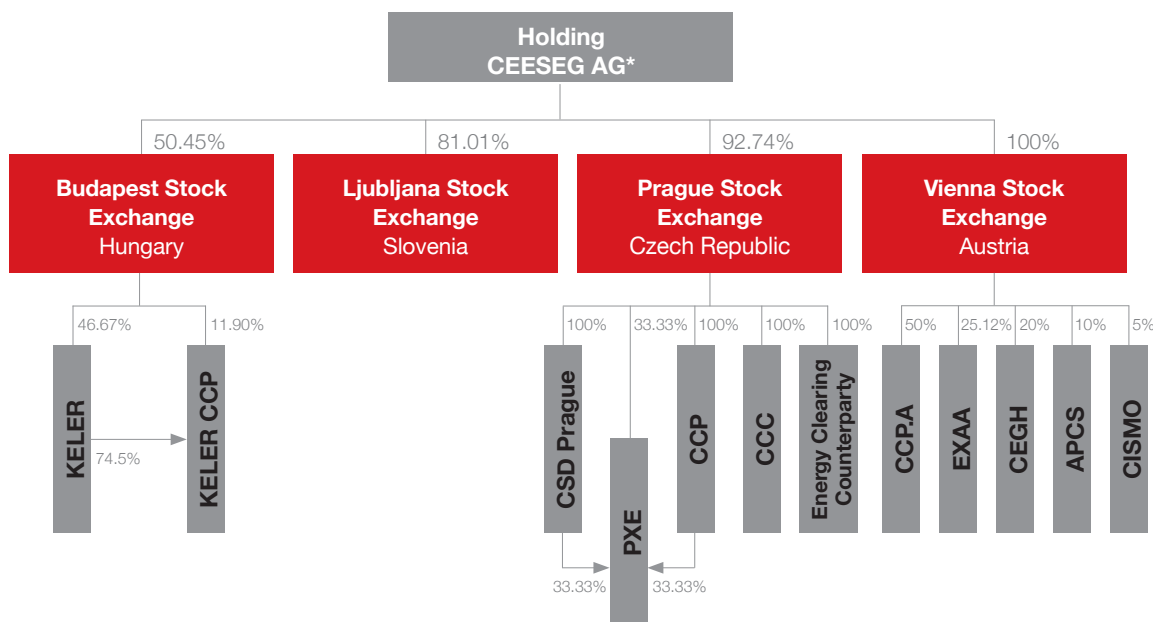 Holding
CEESEG AG*
50.45%
81.01%
92.74%
100%
Budapest Stock
Exchange
Hungary
Ljubljana Stock
Exchange
Slovenia
Prague Stock
Exchange
Czech Republic
Vienna Stock
Exchange
Austria
46.67%
11.90%
100%
33.33%
100%
100%
100%
50%
25.12%
20%
10%
5%
KELER
74.5%
KELER CCP
CSD Prague
PXE
CCP
CCC
Energy Clearing
Counterparty
CCP.A
EXAA
CEGH
APCS
CISMO
33.33%
33.33%